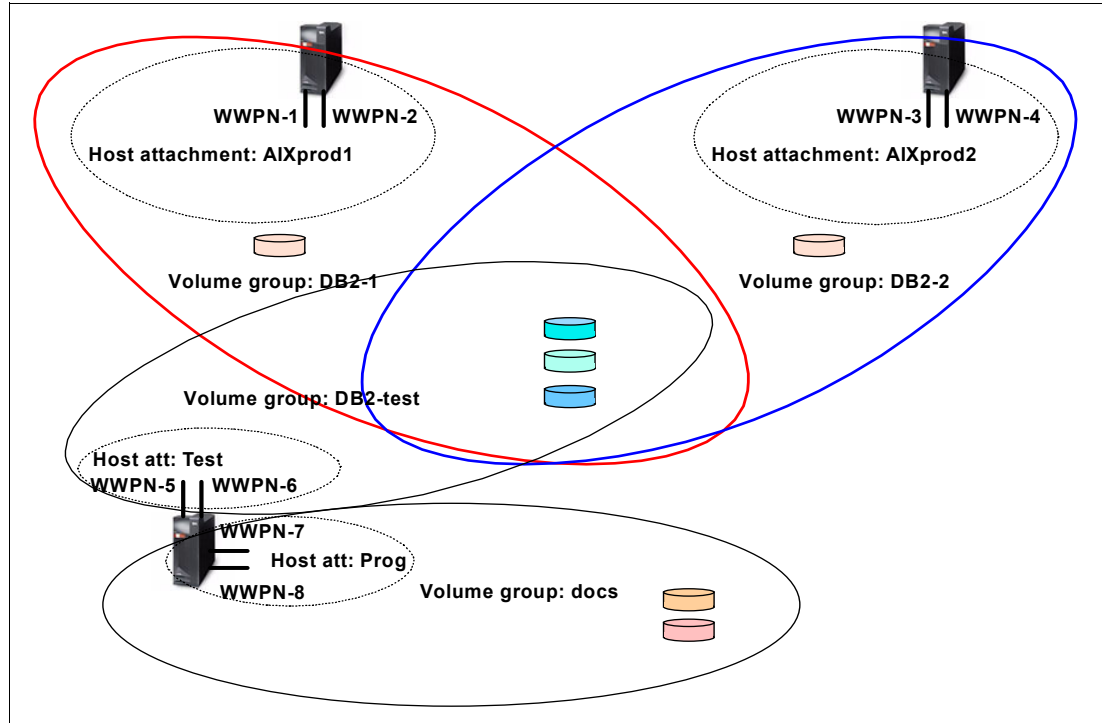 WWPN-1 WWPN-2
Host attachment: AIXprod1
WWPN-3 WWPN-4
Host attachment: AIXprod2
Volume group: DB2-1
Volume group: DB2-2
Volume group: DB2-test
Host att: Test
WWPN-5 WWPN-6
WWPN-7
Host att: Prog
WWPN-8
Volume group: docs